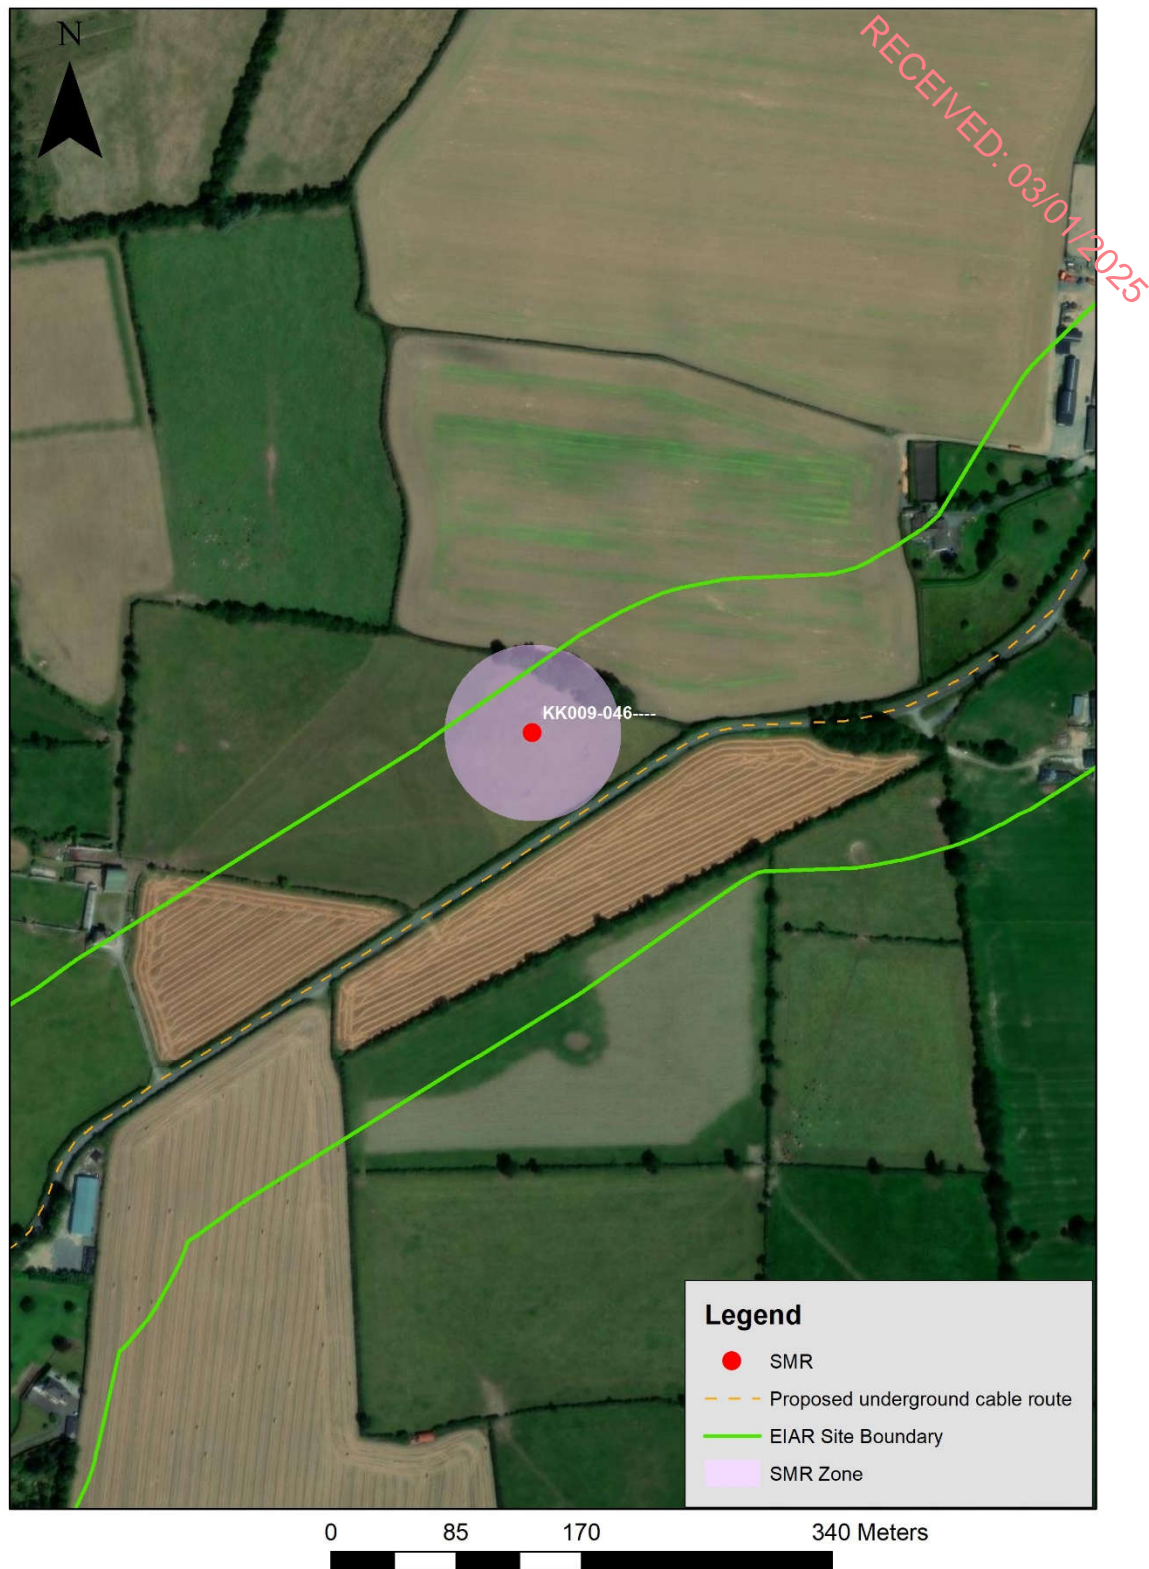 N
RECEIVED: 03/01/2025
KK009-046----
Legend
SMR
Proposed underground cable route
EIAR Site Boundary
SMR Zone
0 85 170 340 Meters